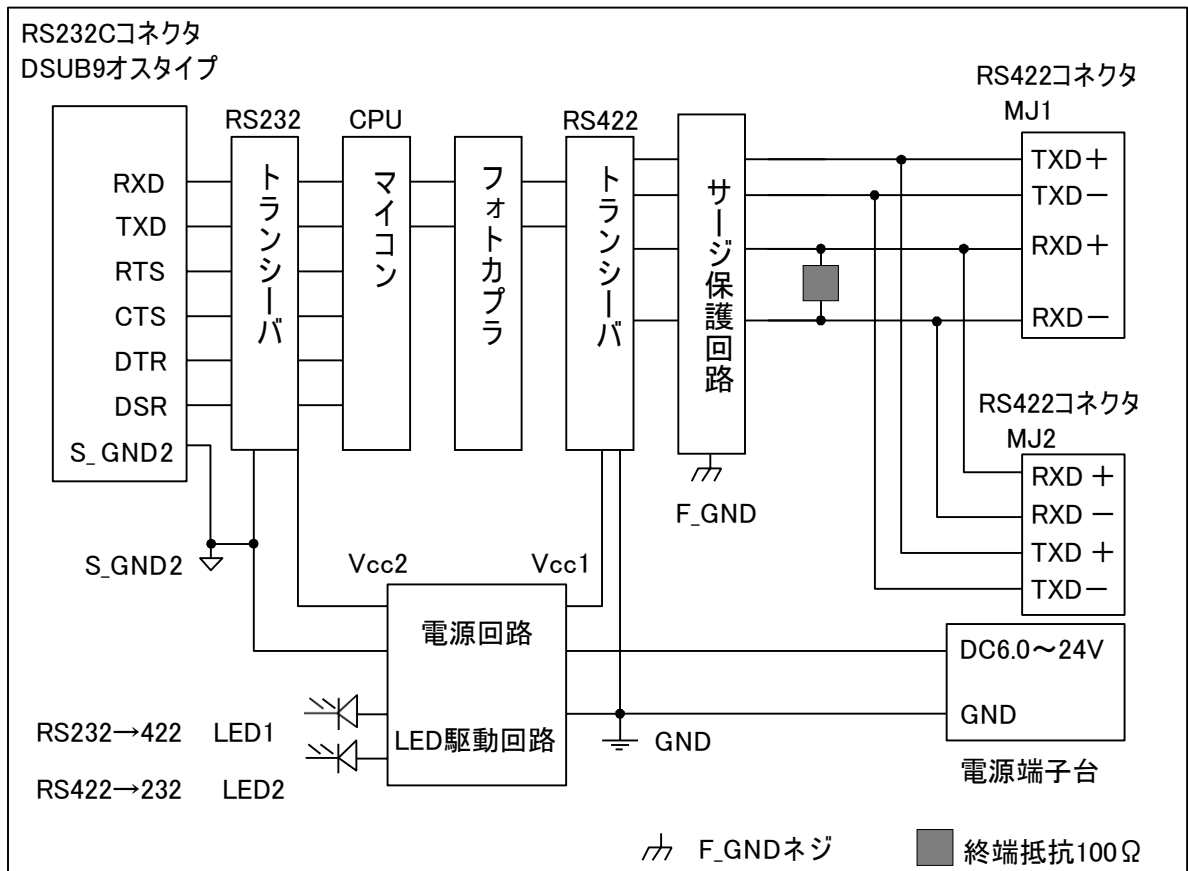 RS232Cコネクタ
DSUB9オスタイプ
RXD
TXD
RTS
CTS
DTR
DSR
S_GND2
S_GND2
RS232
トランシーバ
CPU
マイコン
フォトカプラ
RS422
トランシーバ
サージ保護回路
F_GND
RS422コネクタ
MJ1
TXD+
TXD−
RXD+
RXD−
RS422コネクタ
MJ2
RXD +
RXD −
TXD +
TXD−
Vcc2
Vcc1
電源回路
LED駆動回路
DC6.0~24V
GND
電源端子台
GND
RS232→422 LED1
RS422→232 LED2
F_GNDネジ
終端抵抗100Ω